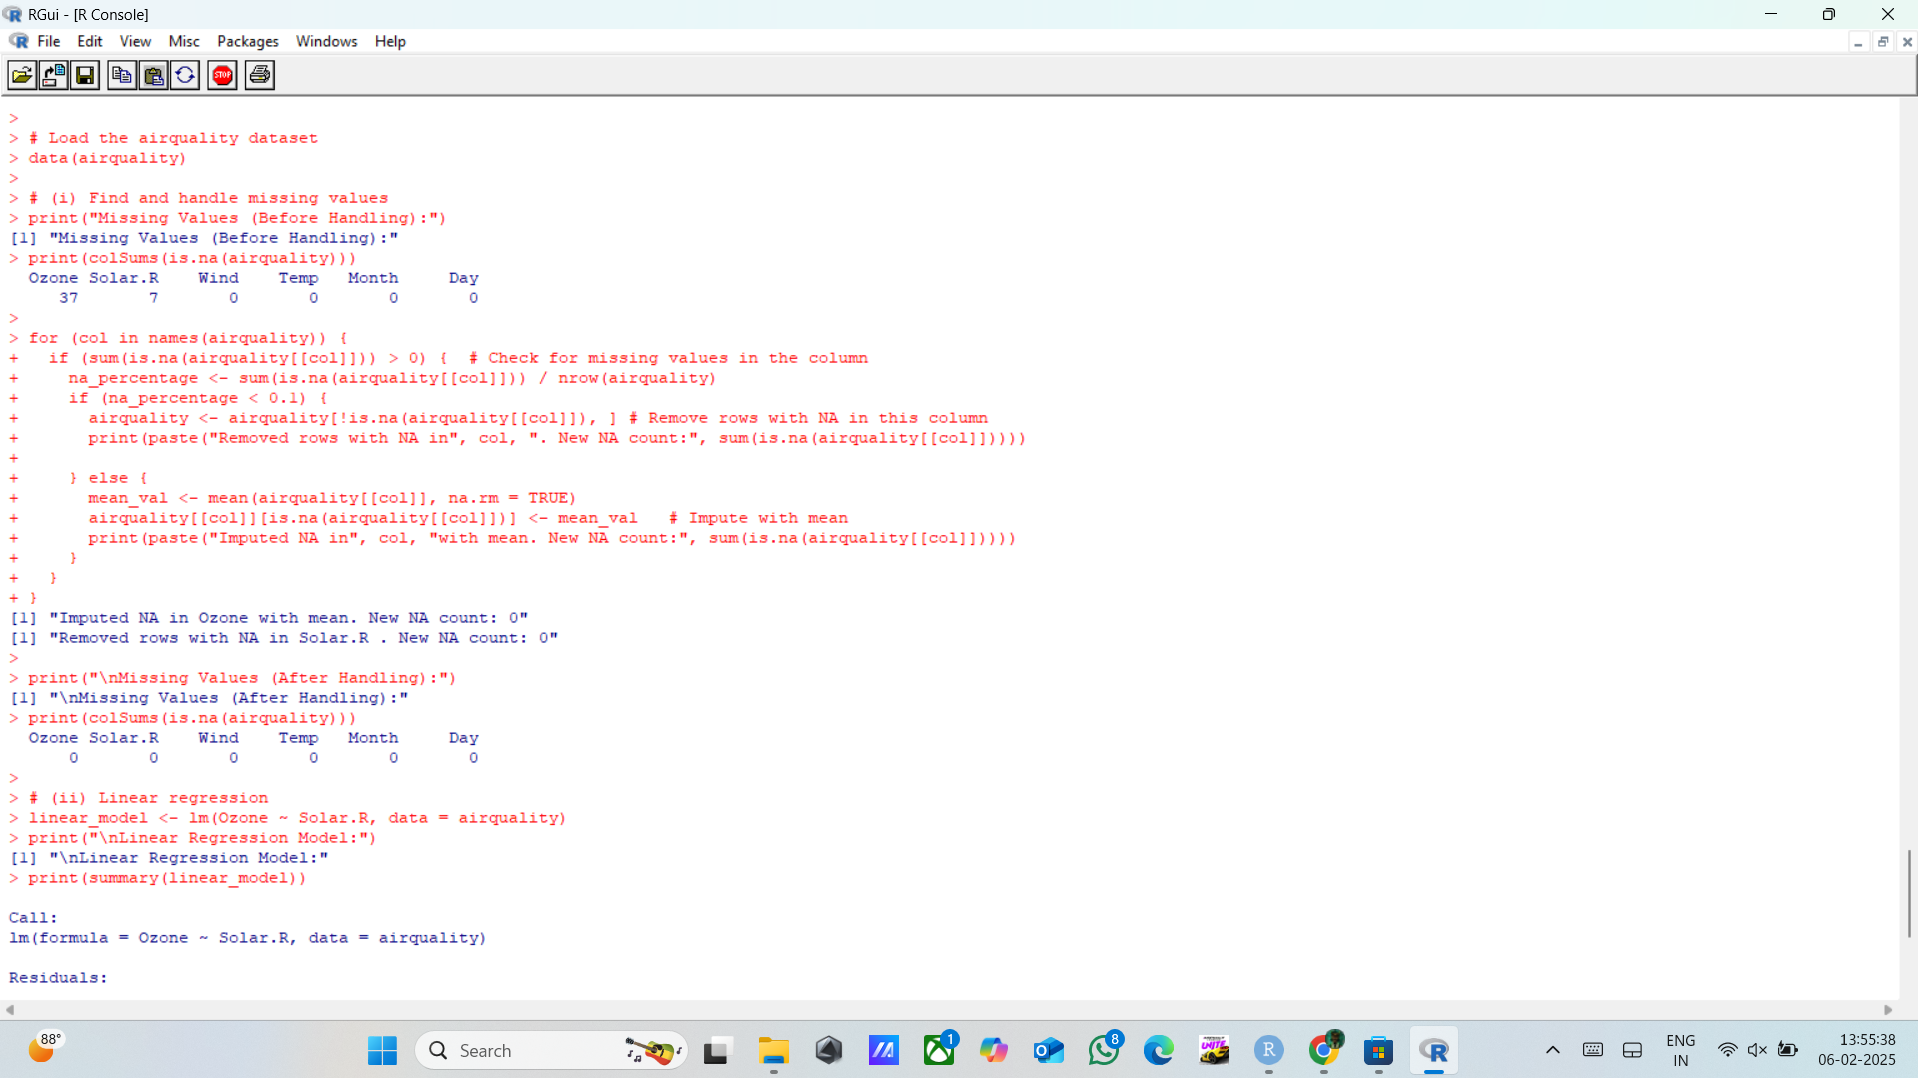 RGui - [R Console]
File Edit View Misc Packages Windows Help
STOP
>
> # Load the airquality dataset
> data(airquality)
>
> # (i) Find and handle missing values
> print("Missing Values (Before Handling):")
[1] "Missing Values (Before Handling):"
> print(colSums(is.na(airquality)))
  Ozone Solar.R    Wind    Temp   Month     Day
     37       7       0       0       0       0
>
> for (col in names(airquality)) {
+   if (sum(is.na(airquality[[col]])) > 0) {  # Check for missing values in the column
+     na_percentage <- sum(is.na(airquality[[col]])) / nrow(airquality)
+     if (na_percentage < 0.1) {
+       airquality <- airquality[!is.na(airquality[[col]]), ] # Remove rows with NA in this column
+       print(paste("Removed rows with NA in", col, ". New NA count:", sum(is.na(airquality[[col]]))))
+
+     } else {
+       mean_val <- mean(airquality[[col]], na.rm = TRUE)
+       airquality[[col]][is.na(airquality[[col]])] <- mean_val   # Impute with mean
+       print(paste("Imputed NA in", col, "with mean. New NA count:", sum(is.na(airquality[[col]]))))
+     }
+   }
+ }
[1] "Imputed NA in Ozone with mean. New NA count: 0"
[1] "Removed rows with NA in Solar.R . New NA count: 0"
>
> print("\nMissing Values (After Handling):")
[1] "\nMissing Values (After Handling):"
> print(colSums(is.na(airquality)))
  Ozone Solar.R    Wind    Temp   Month     Day
      0       0       0       0       0       0
>
> # (ii) Linear regression
> linear_model <- lm(Ozone ~ Solar.R, data = airquality)
> print("\nLinear Regression Model:")
[1] "\nLinear Regression Model:"
> print(summary(linear_model))
Call:
lm(formula = Ozone ~ Solar.R, data = airquality)
Residuals:
88°
Search
1
8
UNITE
R
R
ENG
IN
13:55:38
06-02-2025